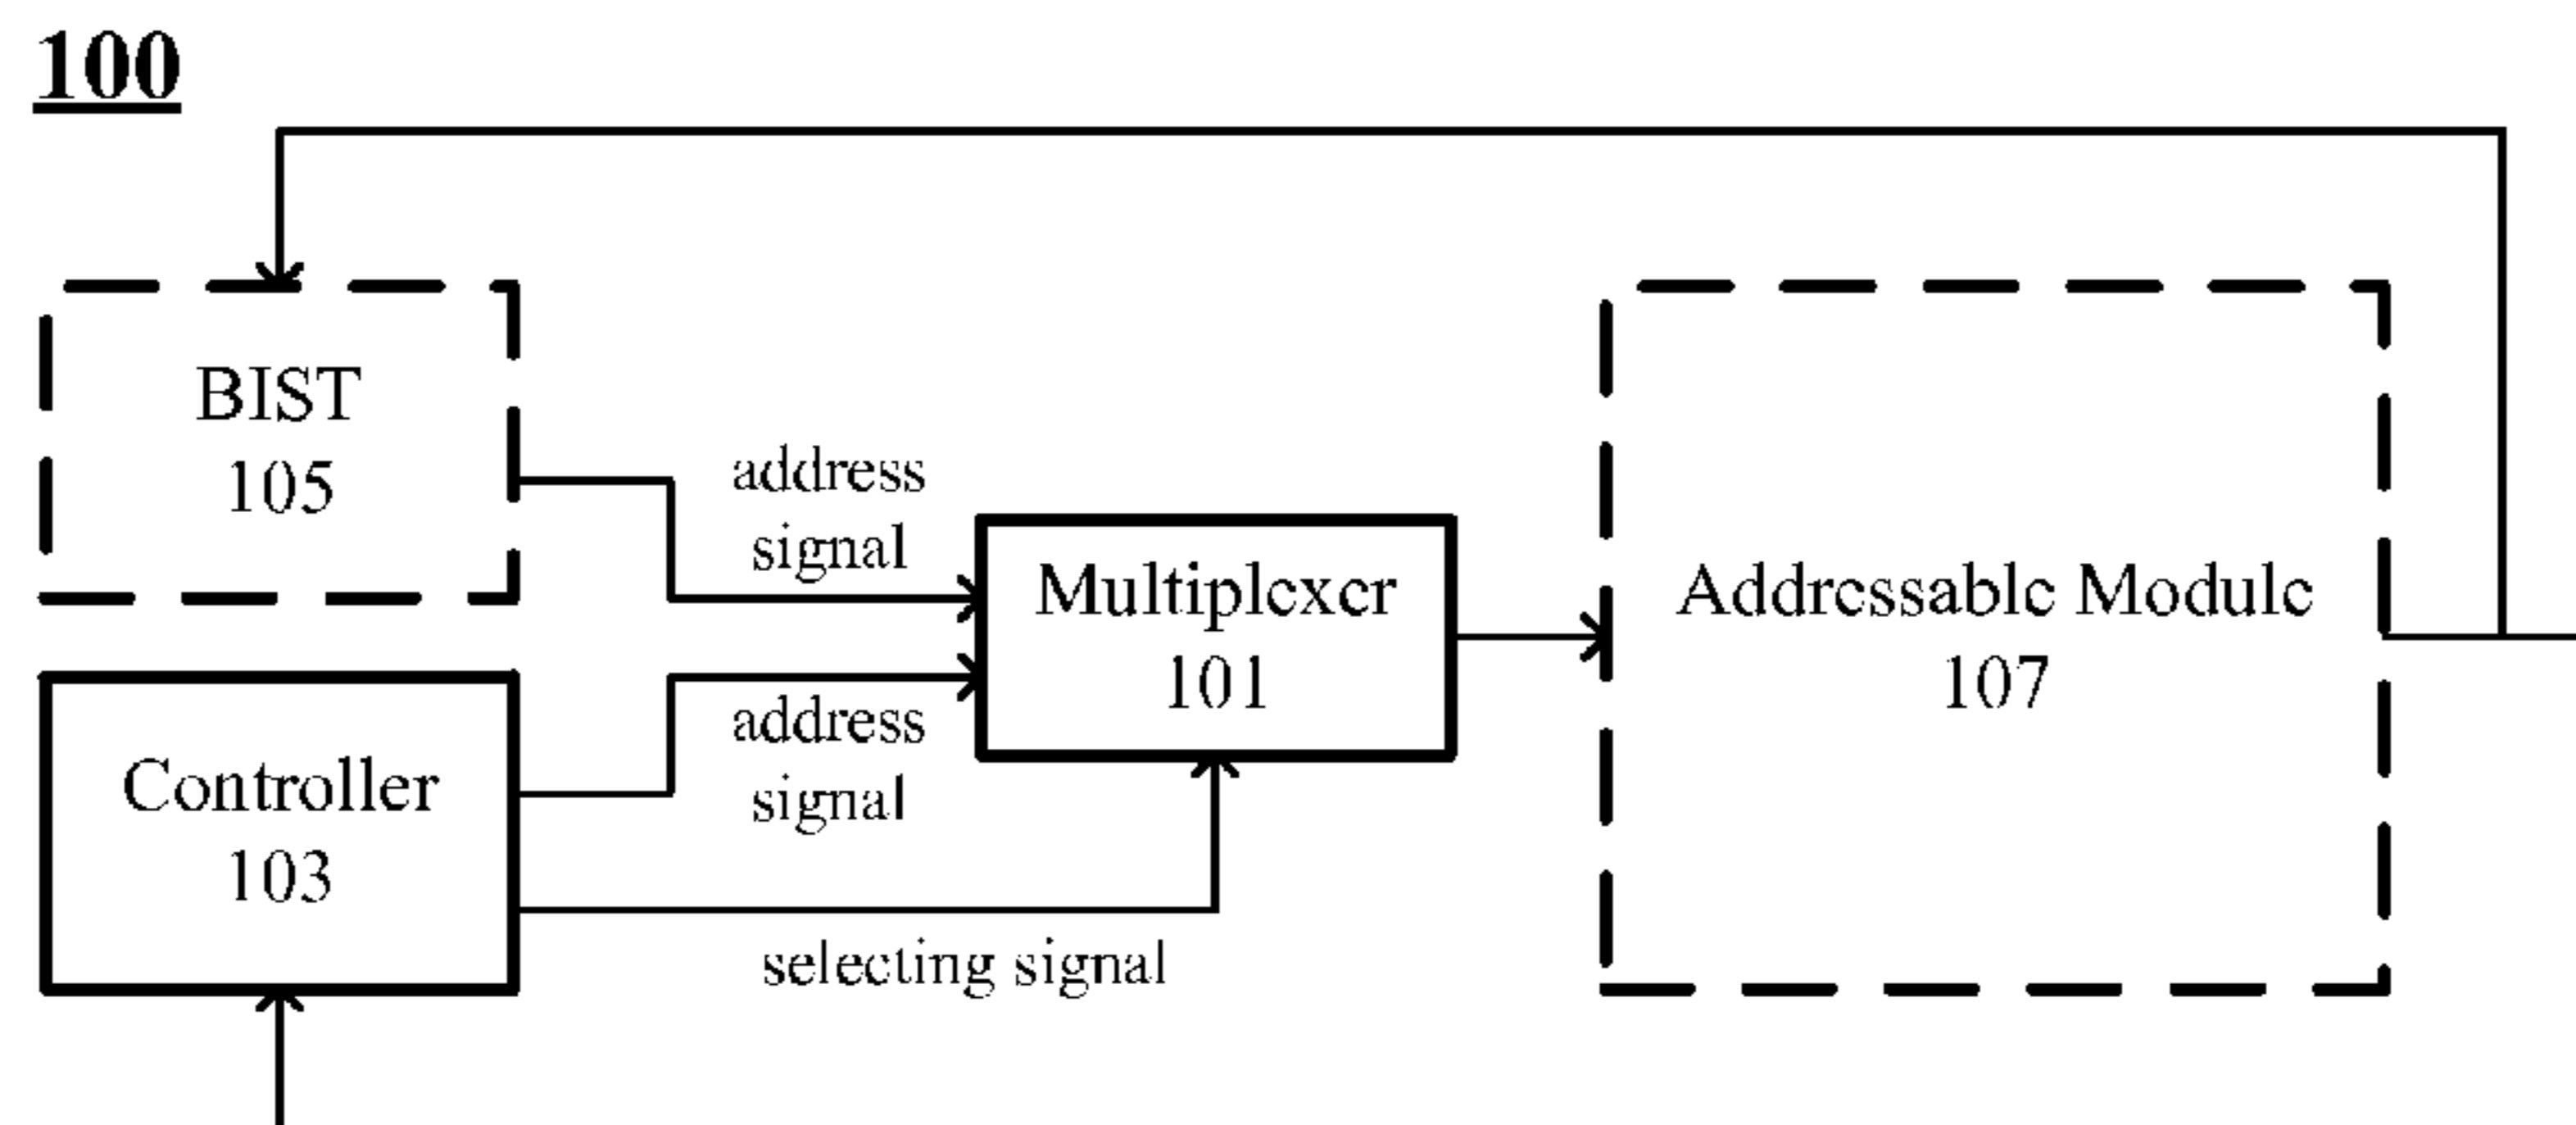 100
BIST
105
address
signal
Multiplexer
101
Addressable Module
107
address
signal
Controller
103
selecting signal